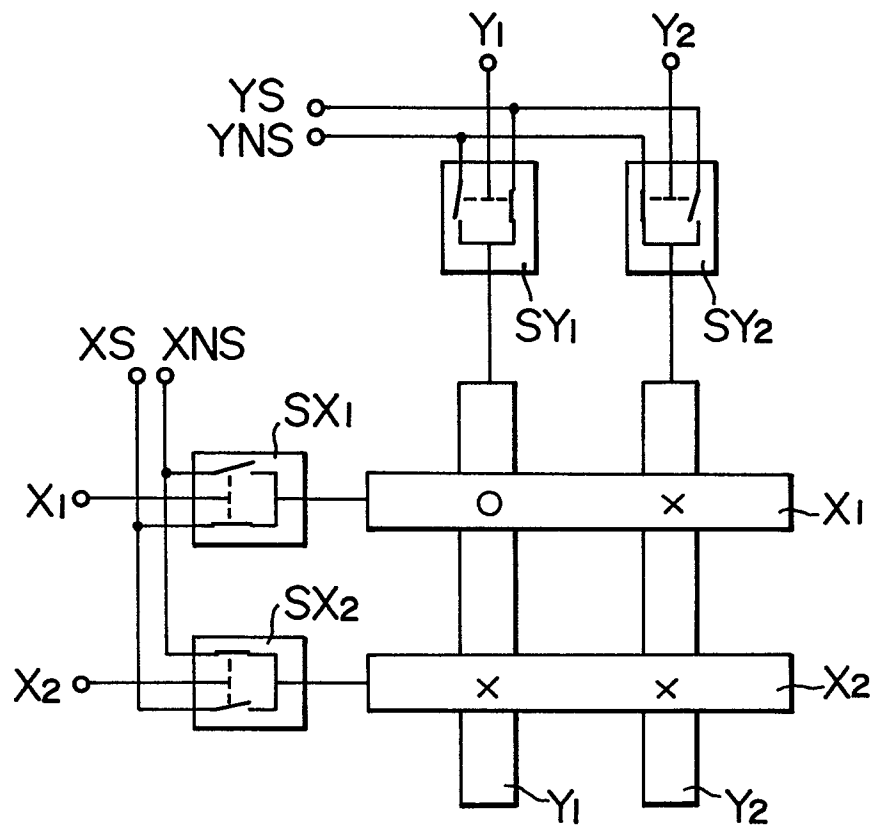 Y1 Y2
YS
YNS
SY1 SY2
XS XNS
SX1
X1 X1
SX2
X2 X2
Y1 Y2